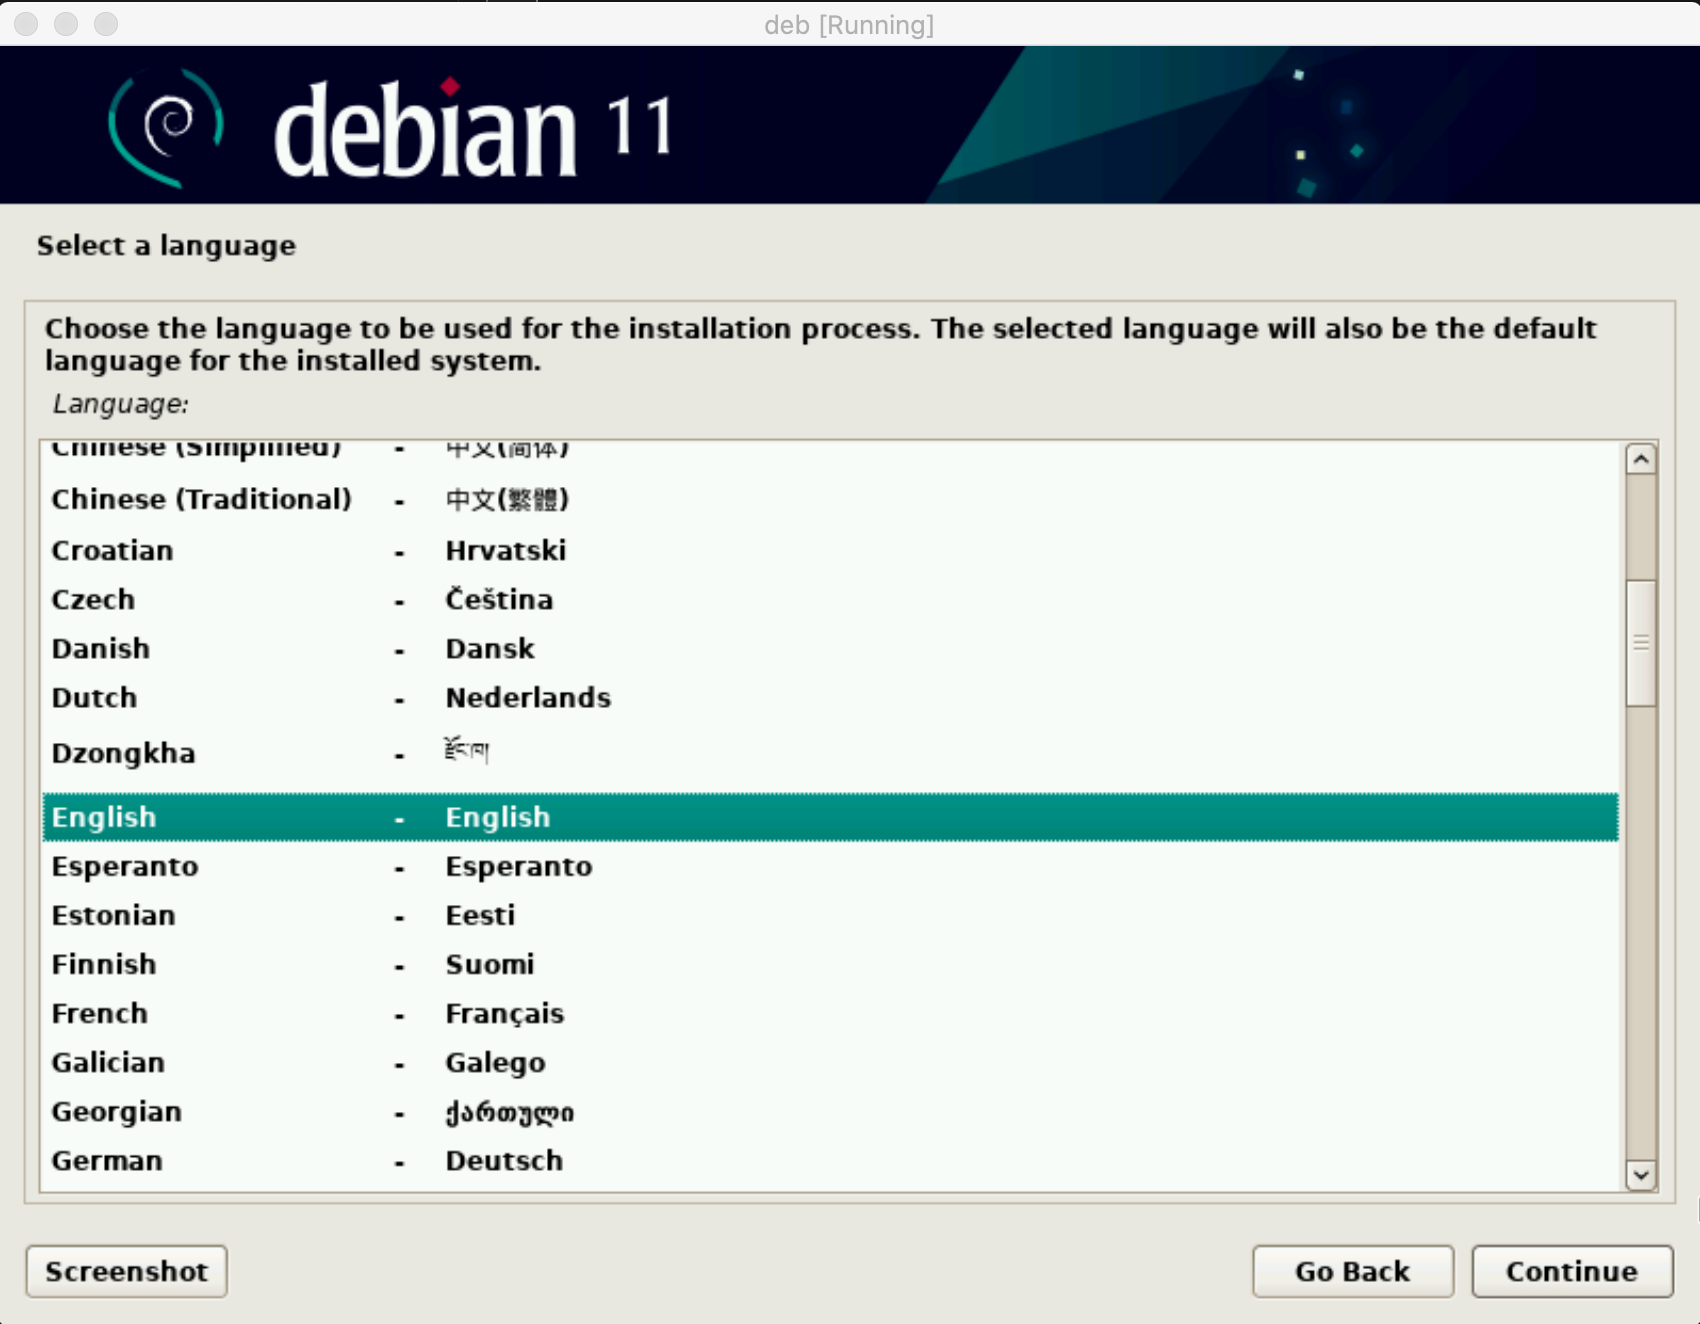 deb [Running]
debian 11
Select a language
Choose the language to be used for the installation process. The selected language will also be the default
language for the installed system.
Language:
Chinese (Simplified) - 中文(简体)
Chinese (Traditional) - 中文(繁體)
Croatian - Hrvatski
Czech - Čeština
Danish - Dansk
Dutch - Nederlands
Dzongkha - རྫོང་ཁ།
English - English
Esperanto - Esperanto
Estonian - Eesti
Finnish - Suomi
French - Français
Galician - Galego
Georgian - ქართული
German - Deutsch
Screenshot Go Back Continue